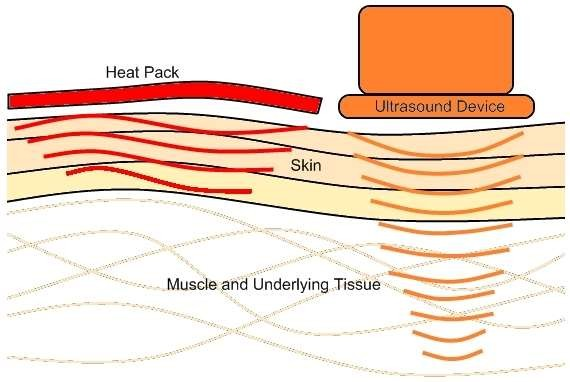 Heat Pack
Ultrasound Device
Skin
Muscle and Underlying Tissue